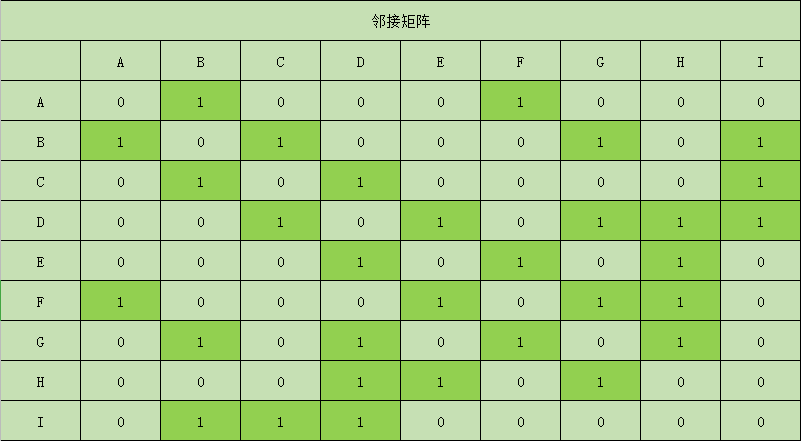 邻接矩阵
A B C D E F G H I
A 0 1 0 0 0 1 0 0 0
B 1 0 1 0 0 0 1 0 1
C 0 1 0 1 0 0 0 0 1
D 0 0 1 0 1 0 1 1 1
E 0 0 0 1 0 1 0 1 0
F 1 0 0 0 1 0 1 1 0
G 0 1 0 1 0 1 0 1 0
H 0 0 0 1 1 0 1 0 0
I 0 1 1 1 0 0 0 0 0